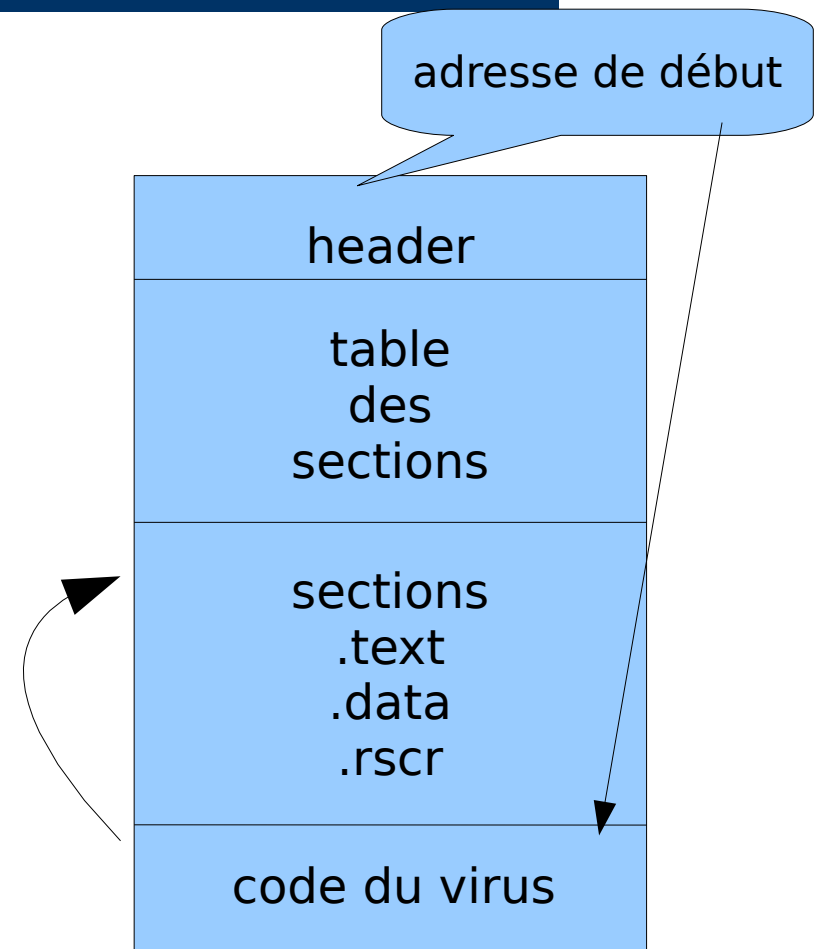 adresse de début
header
table
des
sections
sections
.text
.data
.rscr
code du virus